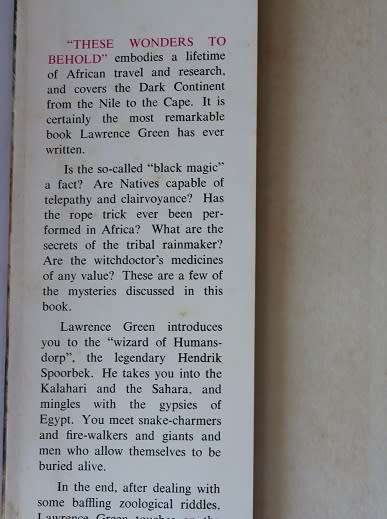 "THESE WONDERS TO
BEHOLD" embodies a lifetime
of African travel and research,
and covers the Dark Continent
from the Nile to the Cape. It is
certainly the most remarkable
book Lawrence Green has ever
written.
Is the so-called "black magic"
a fact? Are Natives capable of
telepathy and clairvoyance? Has
the rope trick ever been per-
formed in Africa? What are the
secrets of the tribal rainmaker?
Are the witchdoctor's medicines
of any value? These are a few of
the mysteries discussed in this
book.
Lawrence Green introduces
you to the "wizard of Humans-
dorp", the legendary Hendrik
Spoorbek. He takes you into the
Kalahari and the Sahara, and
mingles with the gypsies of
Egypt. You meet snake-charmers
and fire-walkers and giants and
men who allow themselves to be
buried alive.
In the end, after dealing with
some baffling zoological riddles,
Lawrence Green touches on the